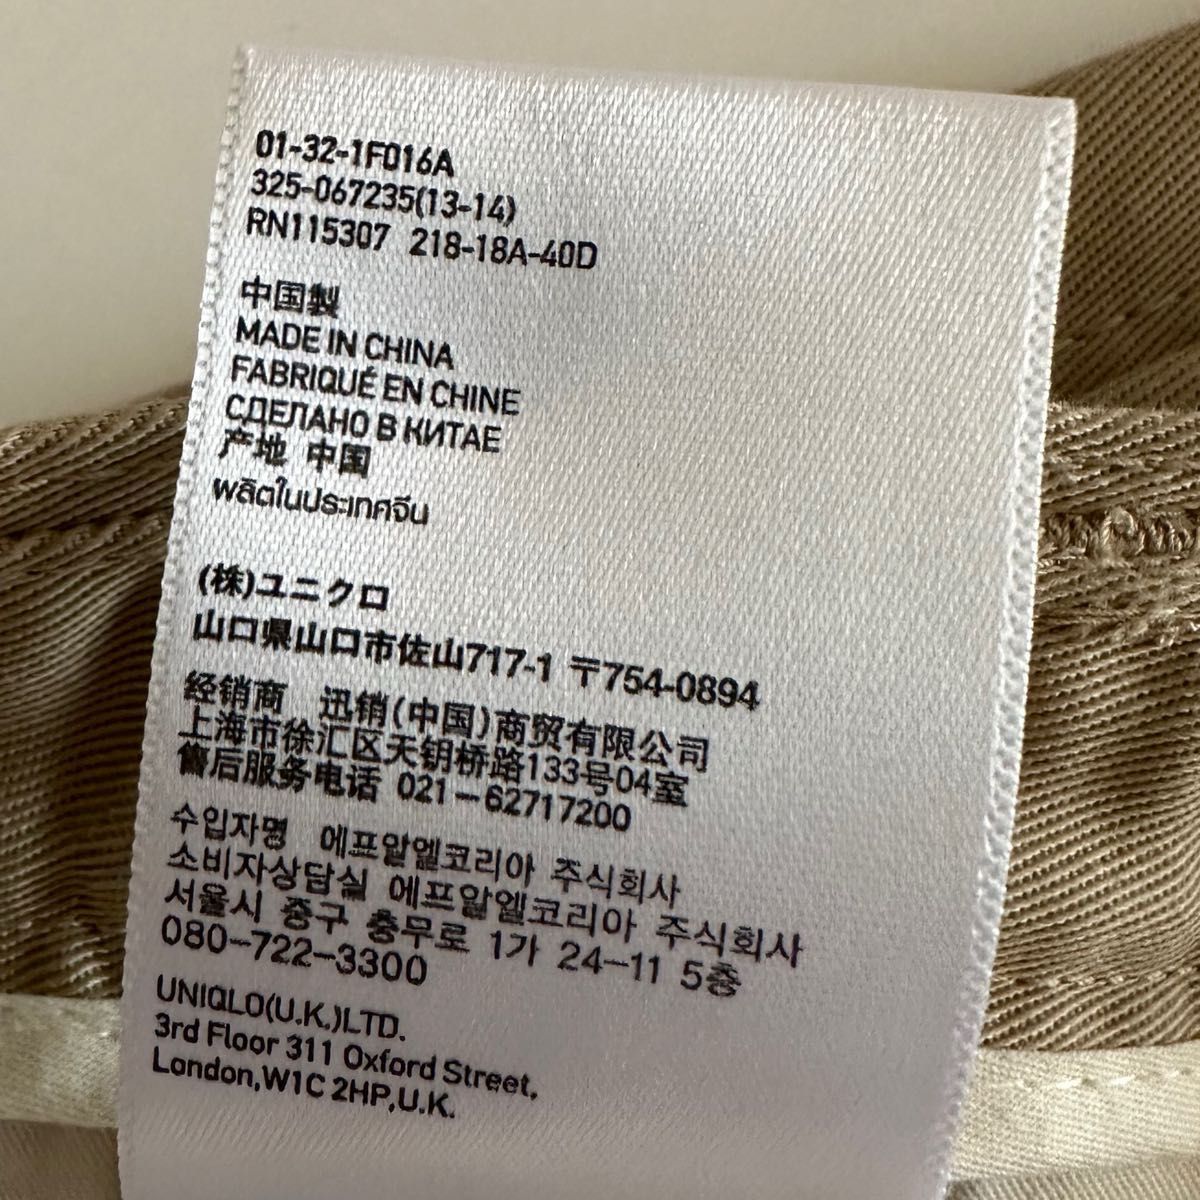 01-32-1F016A
325-067235(13-14)
RN115307 218-18A-40D
中国製
MADE IN CHINA
FABRIQUÉ EN CHINE
СДЕЛАНО В КИТАЕ
产地 中国
ผลิตในประเทศจีน
(株)ユニクロ
山口県山口市佐山717-1 〒754-0894
经销商 迅销(中国)商贸有限公司
上海市徐汇区天钥桥路133号04室
售后服务电话 021-62717200
수입자명 에프알엘코리아 주식회사
소비자상담실 에프알엘코리아 주식회사
서울시 중구 충무로 1가 24-11 5층
080-722-3300
UNIQLO(U.K.)LTD.
3rd Floor 311 Oxford Street,
London,W1C 2HP,U.K.